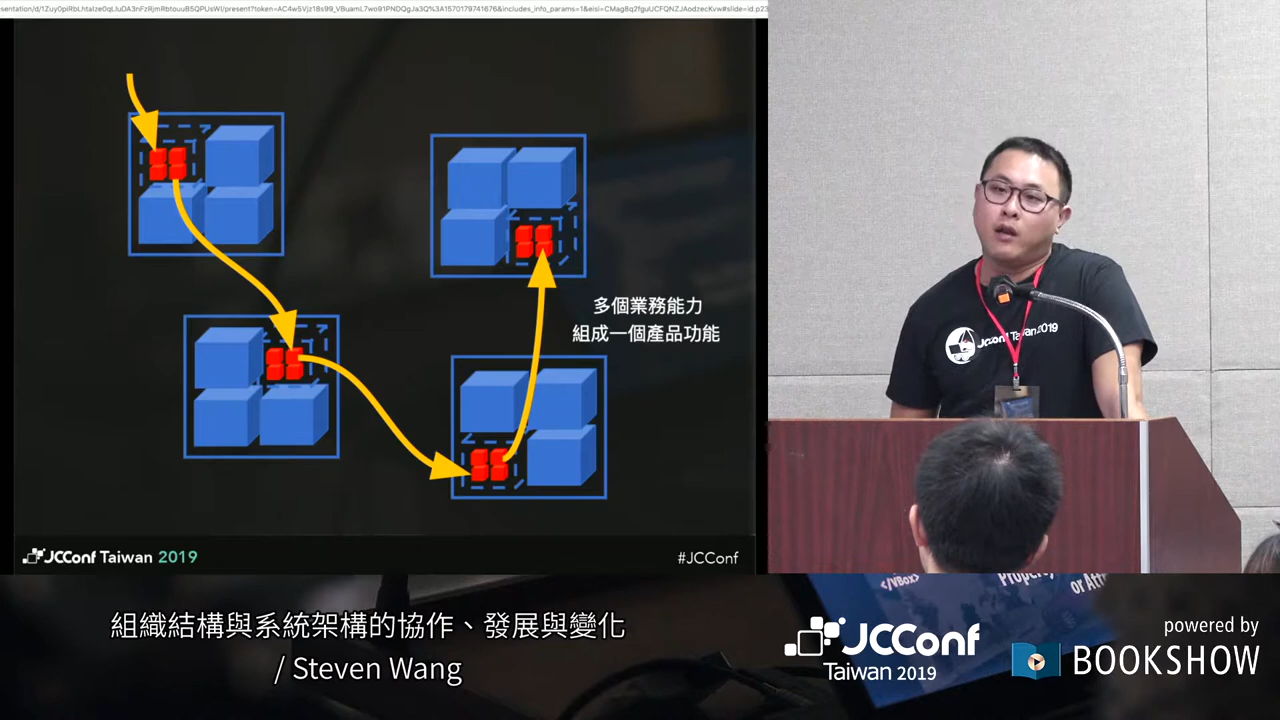 多個業務能力
組成一個產品功能
JCConf Taiwan 2019
#JCConf
JCConf Taiwan 2019
</VBox>
組織結構與系統架構的協作、發展與變化
/ Steven Wang
JCConf
Taiwan 2019
powered by
BOOKSHOW